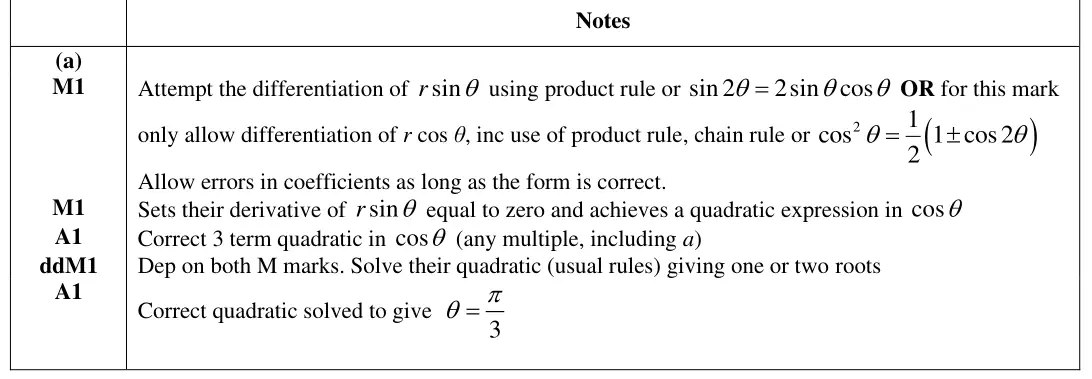 Notes
(a)
M1 Attempt the differentiation of r sin θ using product rule or sin 2θ = 2 sin θ cos θ OR for this mark
only allow differentiation of r cos θ, inc use of product rule, chain rule or cos² θ = 1/2 (1 ± cos 2θ)
Allow errors in coefficients as long as the form is correct.
M1 Sets their derivative of r sin θ equal to zero and achieves a quadratic expression in cos θ
A1 Correct 3 term quadratic in cos θ (any multiple, including a)
ddM1 Dep on both M marks. Solve their quadratic (usual rules) giving one or two roots
A1 Correct quadratic solved to give θ = π/3